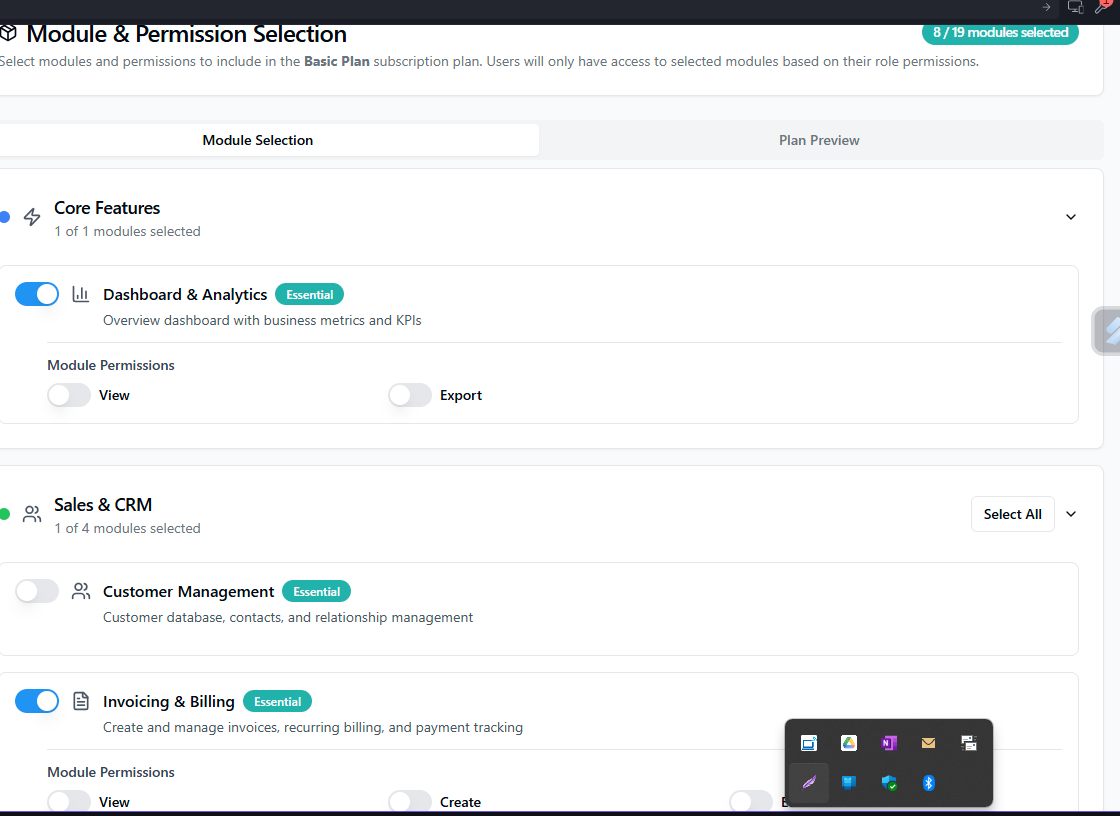 Module & Permission Selection
8 / 19 modules selected
Select modules and permissions to include in the Basic Plan subscription plan. Users will only have access to selected modules based on their role permissions.
Module Selection
Plan Preview
Core Features
1 of 1 modules selected
Dashboard & Analytics
Essential
Overview dashboard with business metrics and KPIs
Module Permissions
View
Export
Sales & CRM
1 of 4 modules selected
Select All
Customer Management
Essential
Customer database, contacts, and relationship management
Invoicing & Billing
Essential
Create and manage invoices, recurring billing, and payment tracking
Module Permissions
View
Create